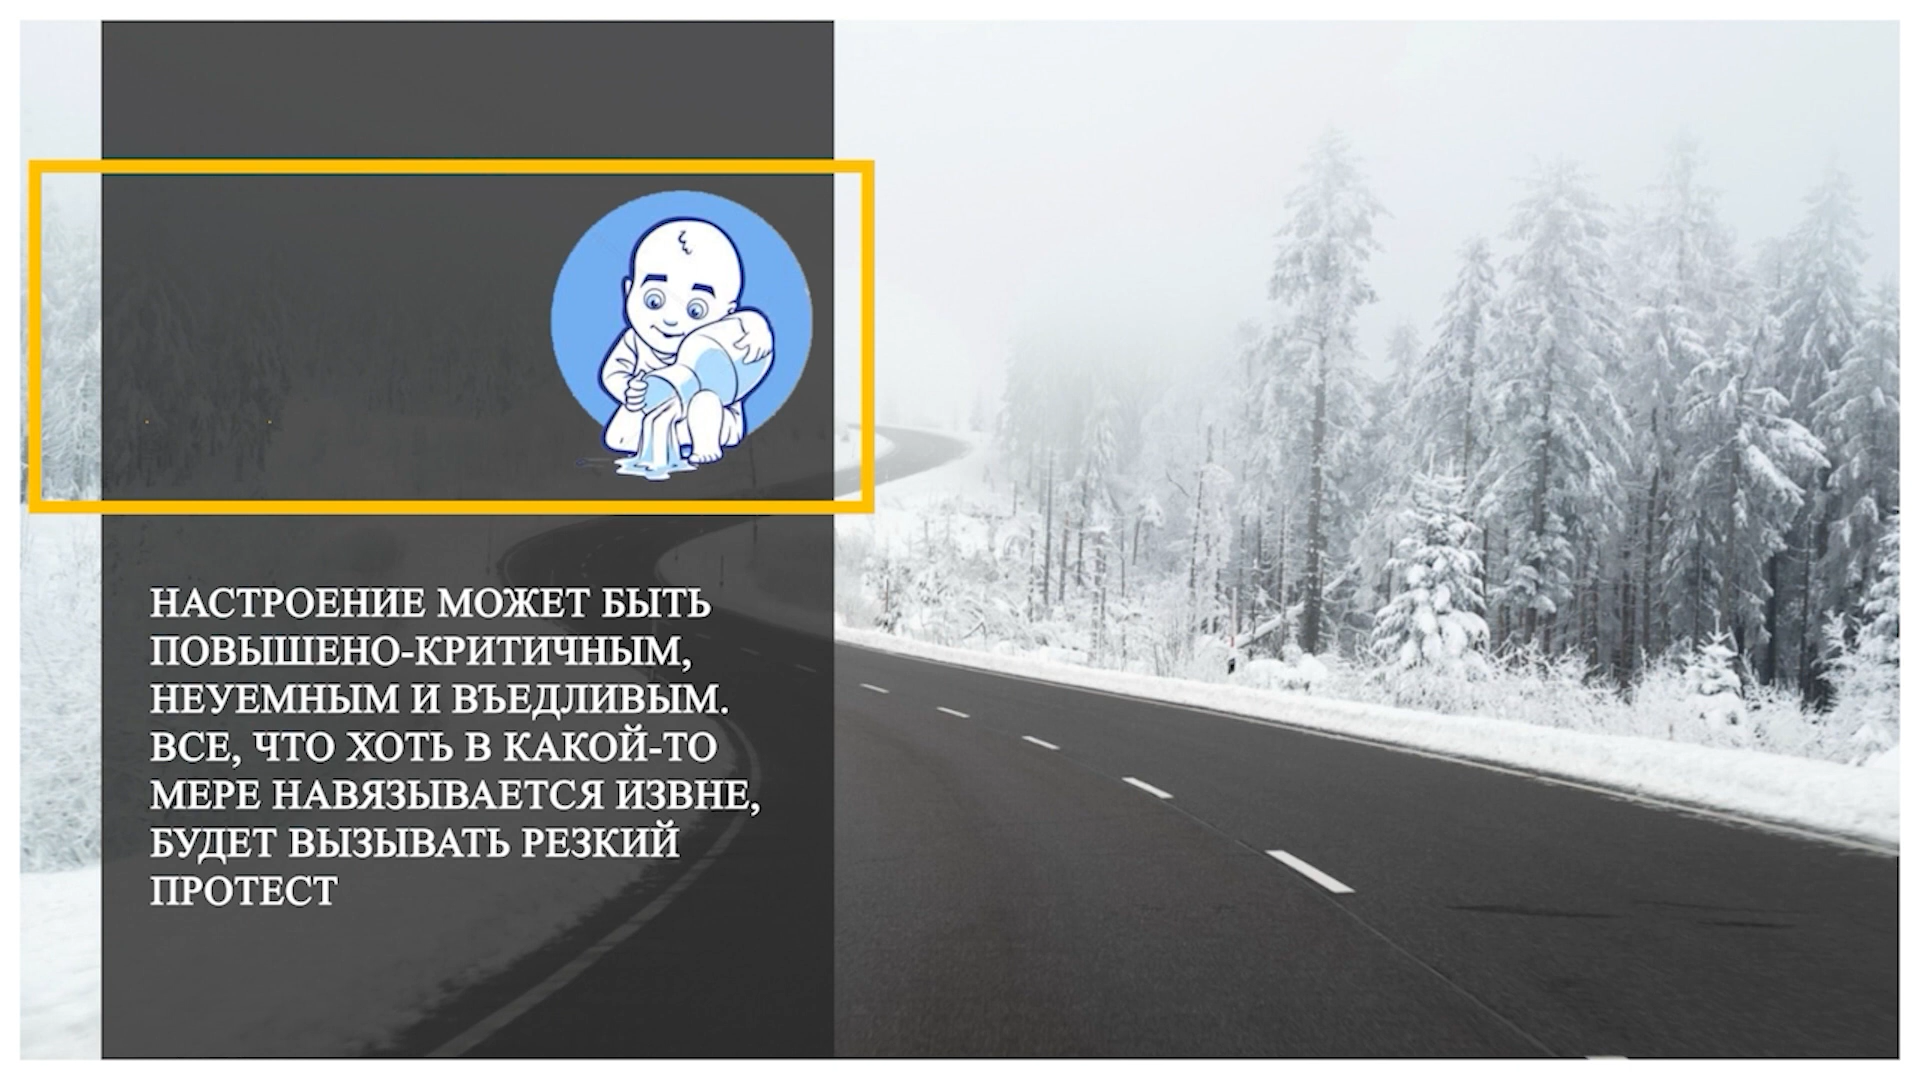 НАСТРОЕНИЕ МОЖЕТ БЫТЬ
ПОВЫШЕНО-КРИТИЧНЫМ,
НЕУЕМНЫМ И ВЪЕДЛИВЫМ.
ВСЕ, ЧТО ХОТЬ В КАКОЙ-ТО
МЕРЕ НАВЯЗЫВАЕТСЯ ИЗВНЕ,
БУДЕТ ВЫЗЫВАТЬ РЕЗКИЙ
ПРОТЕСТ